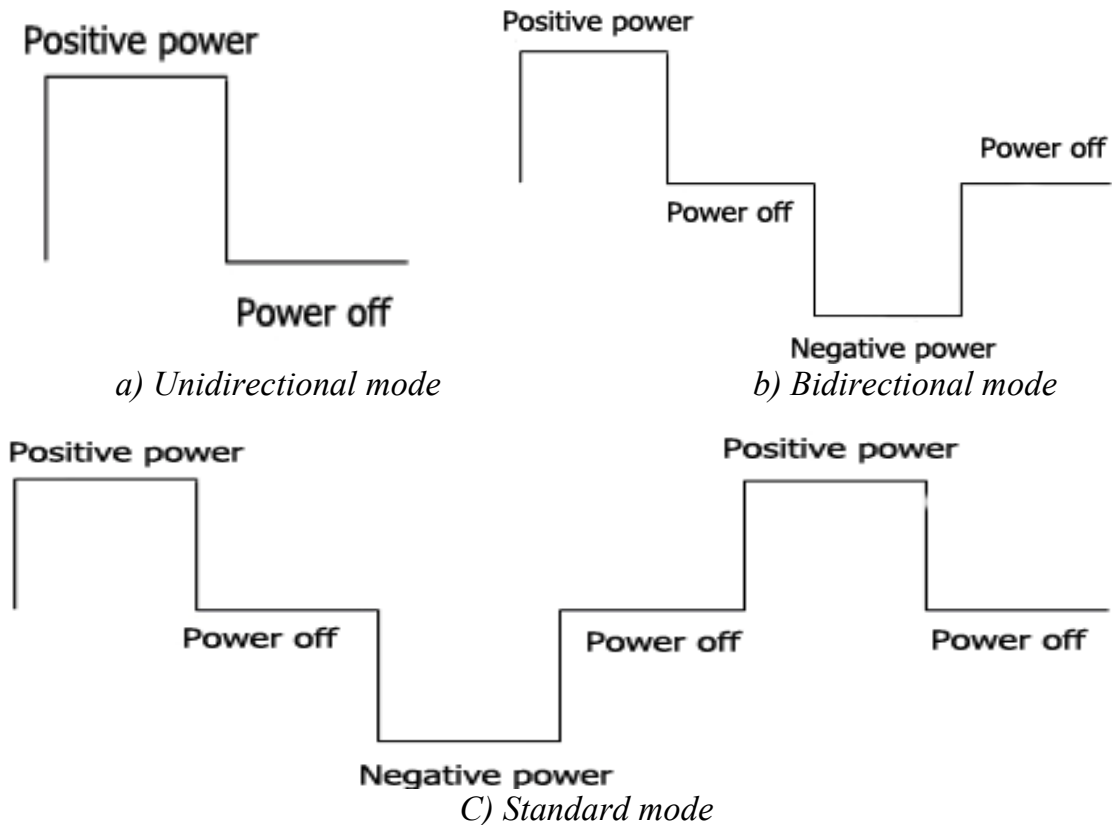 Positive power
Power off
a) Unidirectional mode
Positive power
Power off
Power off
Negative power
b) Bidirectional mode
Positive power
Power off
Negative power
Power off
Positive power
Power off
C) Standard mode